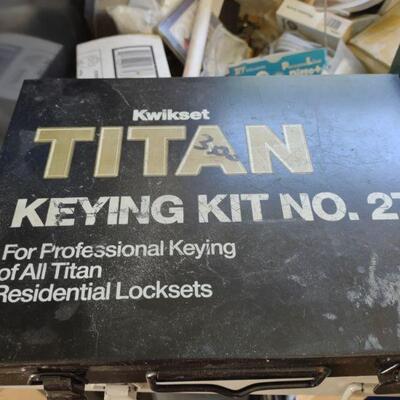 Kwikset
TITAN
KEYING KIT NO. 2
For Professional Keying
of All Titan
Residential Locksets